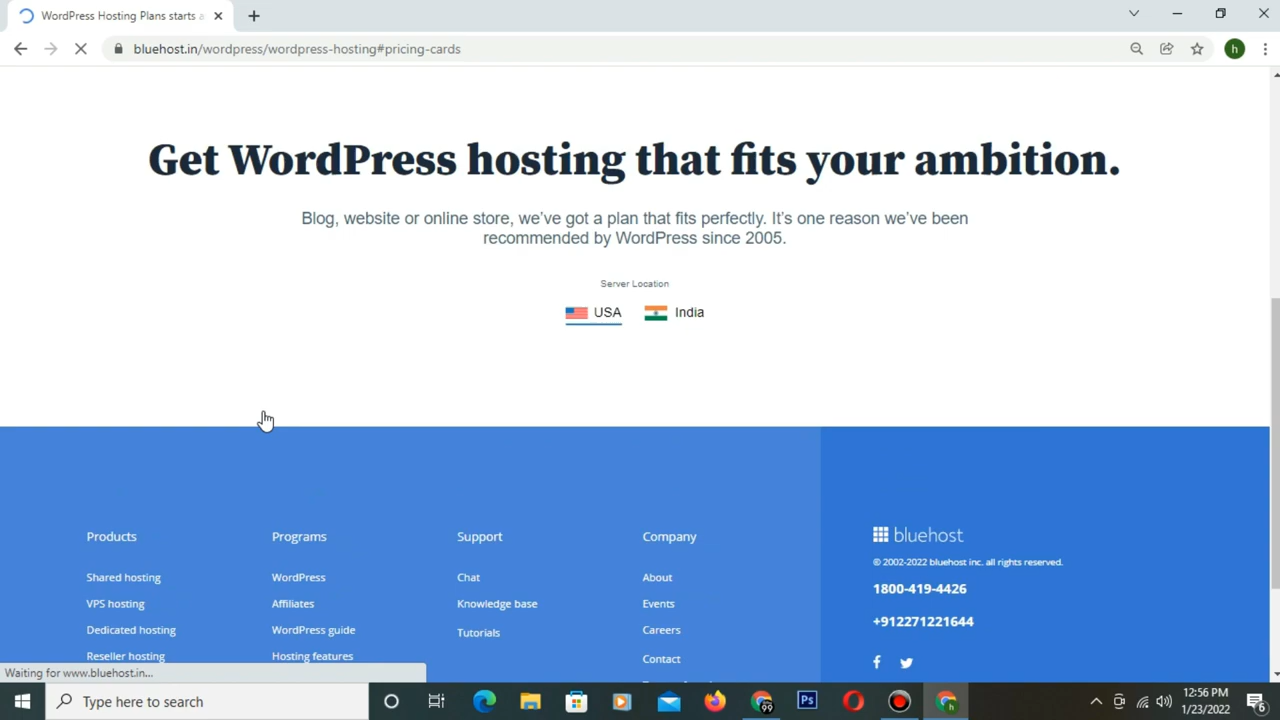 WordPress Hosting Plans starts
bluehost.in/wordpress/wordpress-hosting#pricing-cards
h
Get WordPress hosting that fits your ambition.
Blog, website or online store, we've got a plan that fits perfectly. It's one reason we've been
recommended by WordPress since 2005.
Server Location
USA India
Products Programs Support Company
Shared hosting WordPress Chat About
VPS hosting Affiliates Knowledge base Events
Dedicated hosting WordPress guide Tutorials Careers
Reseller hosting Hosting features Contact
bluehost
© 2002-2022 bluehost inc. all rights reserved.
1800-419-4426
+912271221644
Waiting for www.bluehost.in...
Type here to search
99
Ps
h
12:56 PM
1/23/2022
6